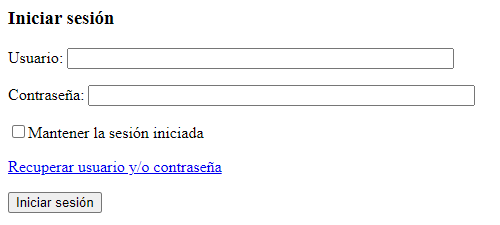 Iniciar sesión
Usuario:
Contraseña:
Mantener la sesión iniciada
Recuperar usuario y/o contraseña
Iniciar sesión